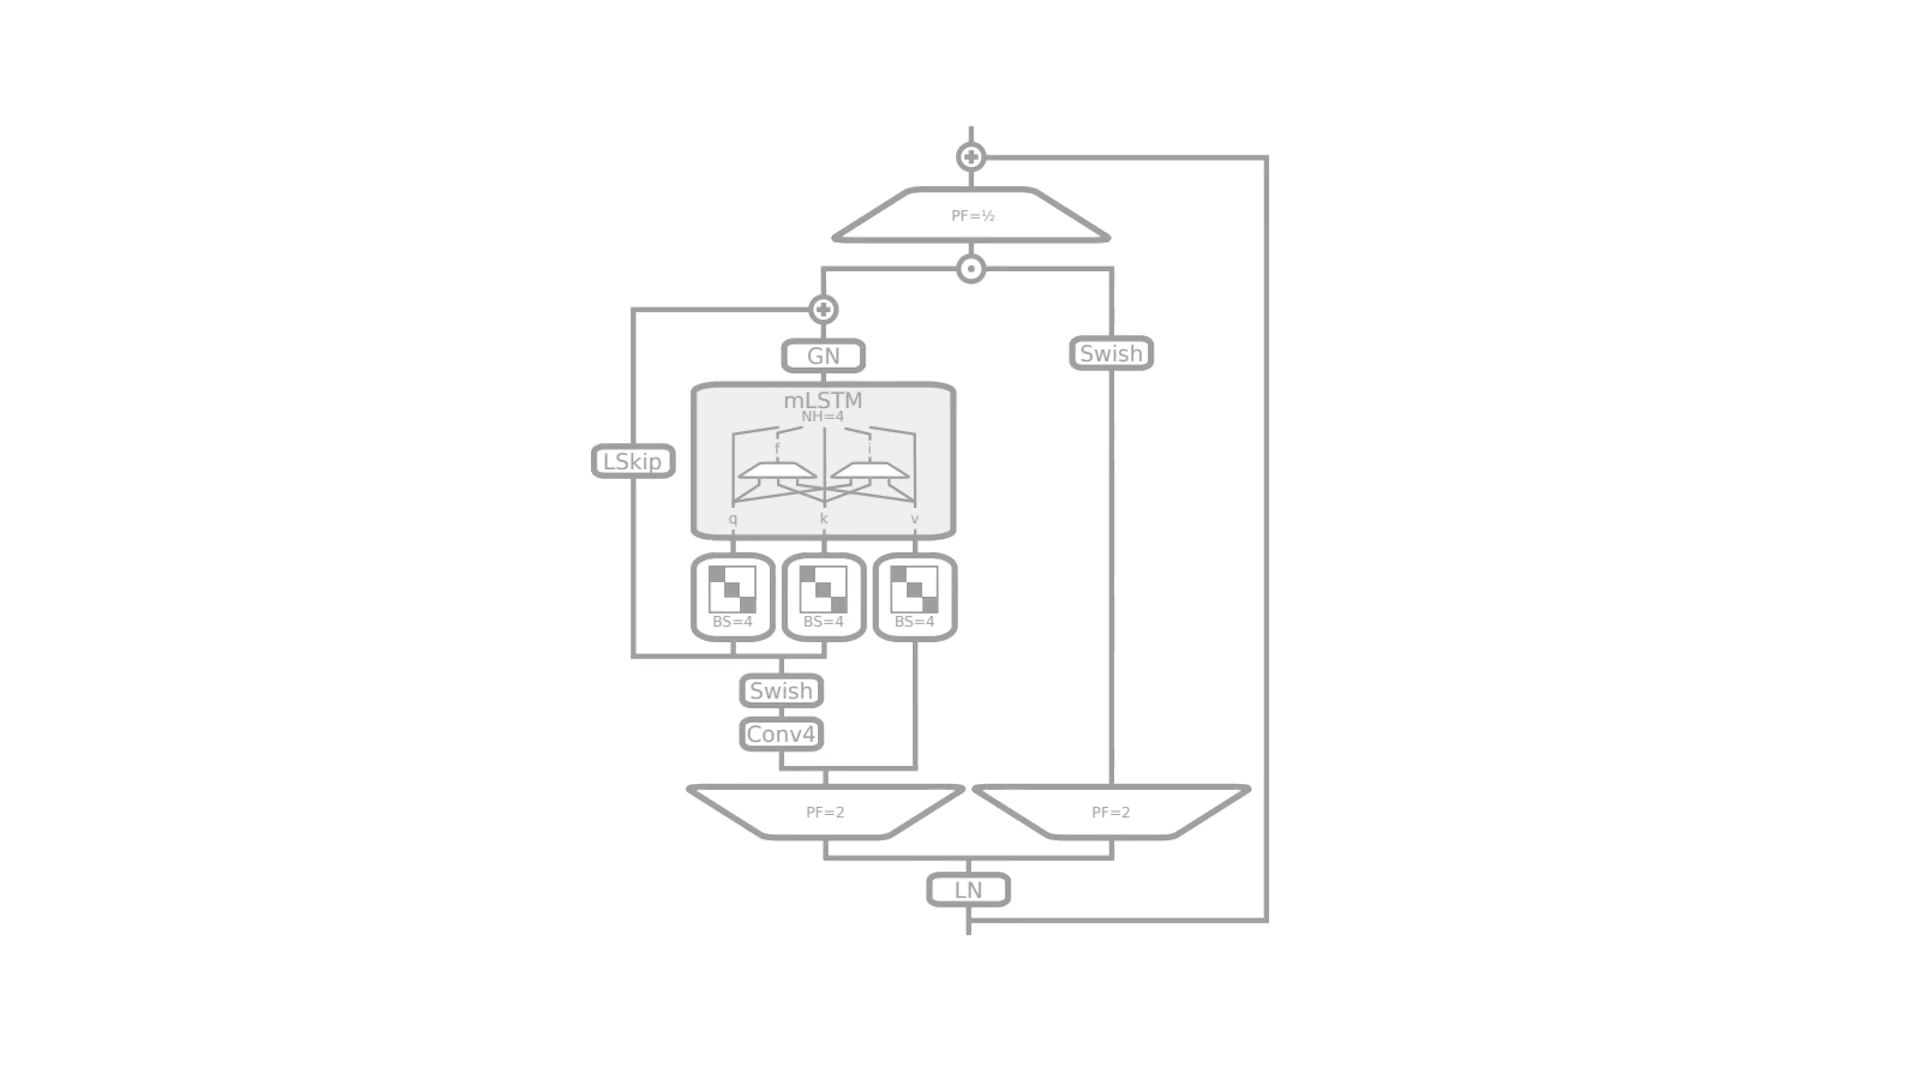 PF=½
GN
Swish
mLSTM
NH=4
f i
LSkip
q k v
BS=4 BS=4 BS=4
Swish
Conv4
PF=2 PF=2
LN